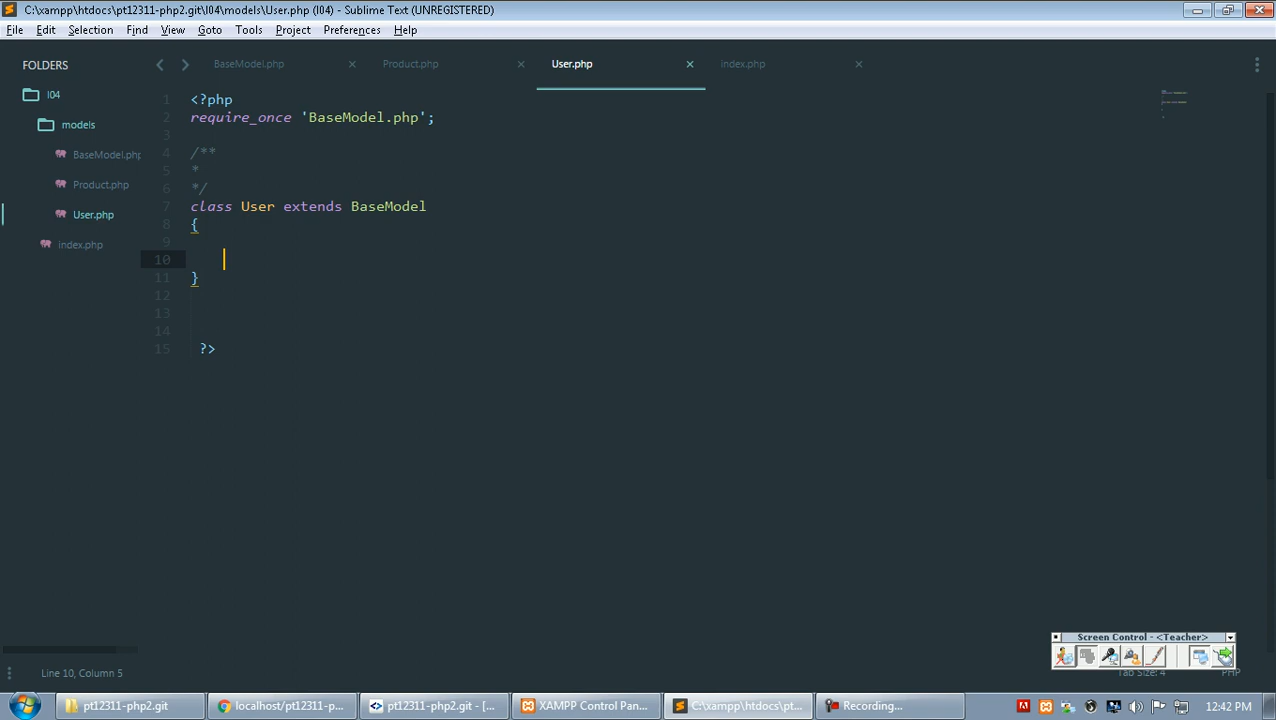 C:\xampp\htdocs\pt12311-php2.git\l04\models\User.php (l04) - Sublime Text (UNREGISTERED)
File Edit Selection Find View Goto Tools Project Preferences Help
FOLDERS
l04
models
BaseModel.php
Product.php
User.php
index.php
BaseModel.php × Product.php × User.php × index.php ×
1 <?php
2 require_once 'BaseModel.php';
3
4 /**
5 *
6 */
7 class User extends BaseModel
8 {
9
10
11 }
12
13
14
15 ?>
Screen Control - <Teacher>
Line 10, Column 5
Tab Size: 4
PHP
pt12311-php2.git
localhost/pt12311-p...
pt12311-php2.git - [...
XAMPP Control Pan...
C:\xampp\htdocs\pt...
Recording...
12:42 PM